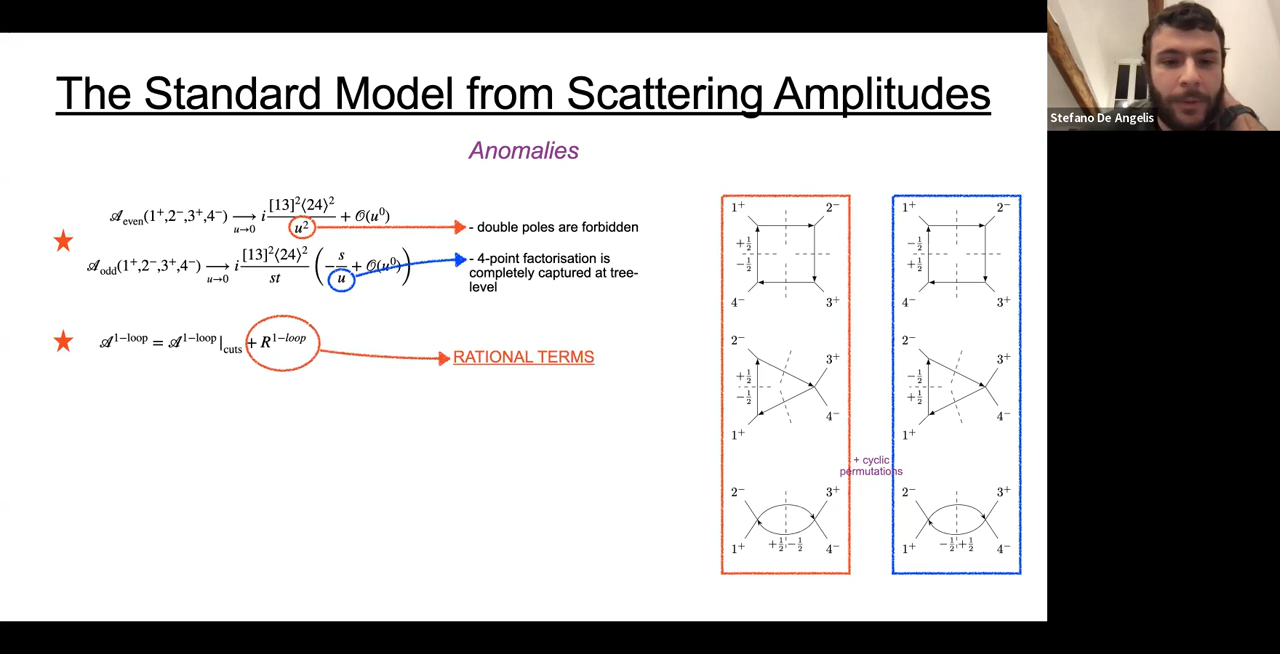 The Standard Model from Scattering Amplitudes
Stefano De Angelis
Anomalies
𝒜even(1⁺,2⁻,3⁺,4⁻) ⟶ u→0 i [13]²⟨24⟩² / u² + 𝒪(u⁰)
- double poles are forbidden
𝒜odd(1⁺,2⁻,3⁺,4⁻) ⟶ u→0 i [13]²⟨24⟩² / st (− s / u + 𝒪(u⁰))
- 4-point factorisation is
completely captured at tree-
level
𝒜¹⁻ˡᵒᵒᵖ = 𝒜¹⁻ˡᵒᵒᵖ|cuts + R¹⁻ˡᵒᵒᵖ
RATIONAL TERMS
1⁺ 2⁻
+½
−½
4⁻ 3⁺
2⁻ 3⁺
+½
−½
1⁺ 4⁻
2⁻ 3⁺
1⁺ +½ −½ 4⁻
+ cyclic
permutations
1⁺ 2⁻
−½
+½
4⁻ 3⁺
2⁻ 3⁺
−½
+½
1⁺ 4⁻
2⁻ 3⁺
1⁺ −½ +½ 4⁻